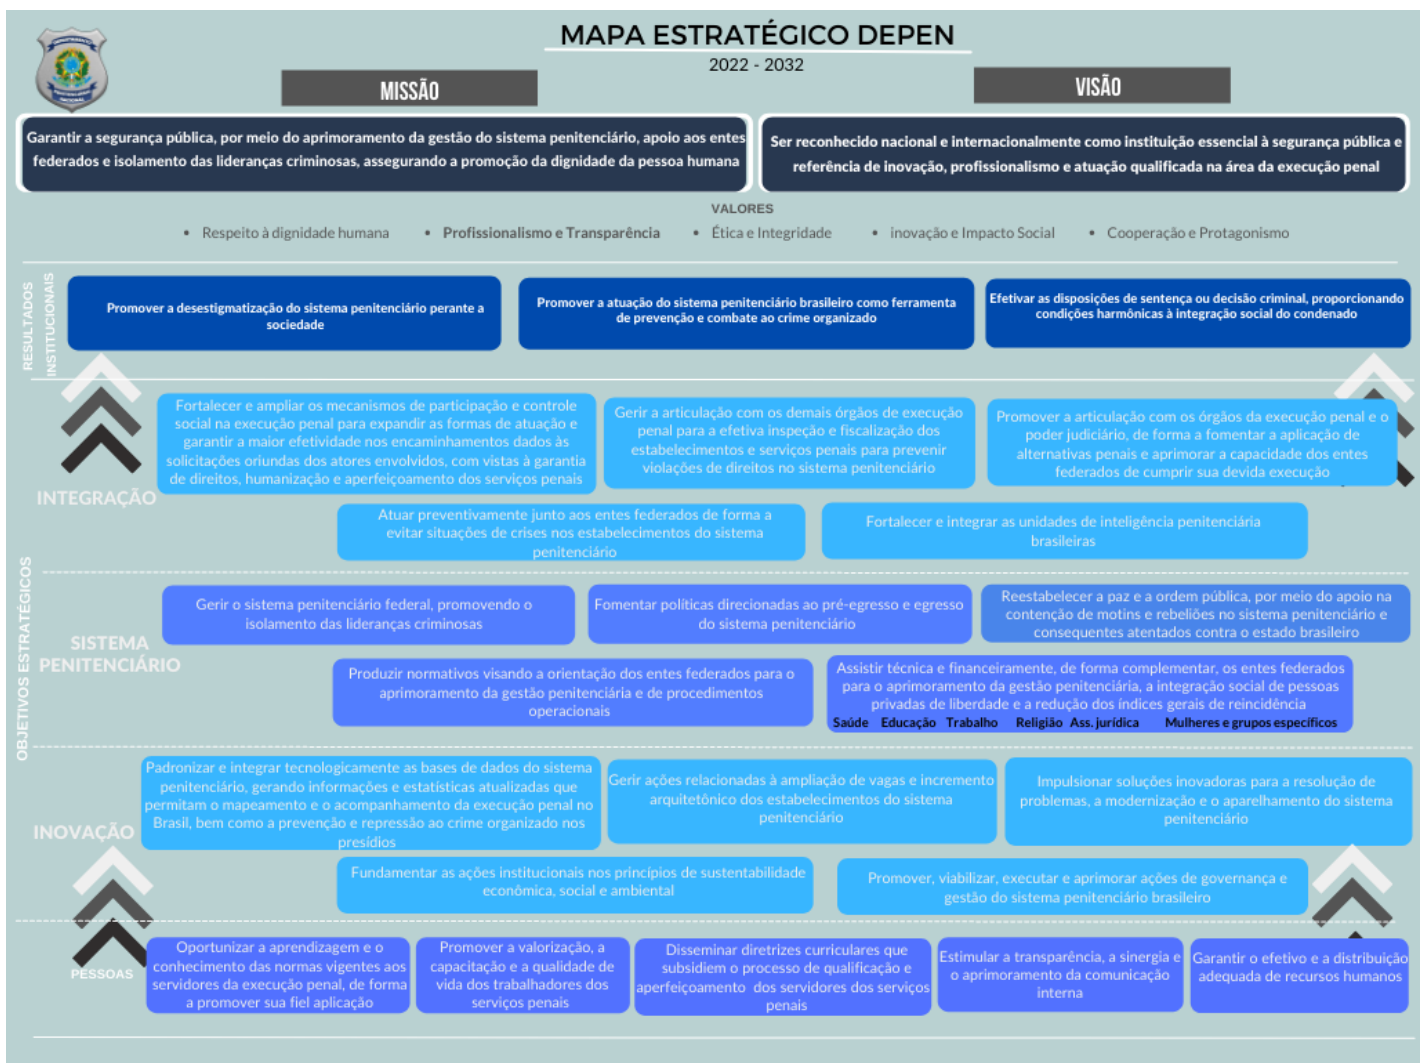 MAPA ESTRATÉGICO DEPEN
2022 - 2032
MISSÃO
VISÃO
Garantir a segurança pública, por meio do aprimoramento da gestão do sistema penitenciário, apoio aos entes
federados e isolamento das lideranças criminosas, assegurando a promoção da dignidade da pessoa humana
Ser reconhecido nacional e internacionalmente como instituição essencial à segurança pública e
referência de inovação, profissionalismo e atuação qualificada na área da execução penal
VALORES
• Respeito à dignidade humana • Profissionalismo e Transparência • Ética e Integridade • inovação e Impacto Social • Cooperação e Protagonismo
RESULTADOS
INSTITUCIONAIS
Promover a desestigmatização do sistema penitenciário perante a
sociedade
Promover a atuação do sistema penitenciário brasileiro como ferramenta
de prevenção e combate ao crime organizado
Efetivar as disposições de sentença ou decisão criminal, proporcionando
condições harmônicas à integração social do condenado
OBJETIVOS ESTRATÉGICOS
INTEGRAÇÃO
Fortalecer e ampliar os mecanismos de participação e controle
social na execução penal para expandir as formas de atuação e
garantir a maior efetividade nos encaminhamentos dados às
solicitações oriundas dos atores envolvidos, com vistas à garantia
de direitos, humanização e aperfeiçoamento dos serviços penais
Gerir a articulação com os demais órgãos de execução
penal para a efetiva inspeção e fiscalização dos
estabelecimentos e serviços penais para prevenir
violações de direitos no sistema penitenciário
Promover a articulação com os órgãos da execução penal e o
poder judiciário, de forma a fomentar a aplicação de
alternativas penais e aprimorar a capacidade dos entes
federados de cumprir sua devida execução
Atuar preventivamente junto aos entes federados de forma a
evitar situações de crises nos estabelecimentos do sistema
penitenciário
Fortalecer e integrar as unidades de inteligência penitenciária
brasileiras
SISTEMA
PENITENCIÁRIO
Gerir o sistema penitenciário federal, promovendo o
isolamento das lideranças criminosas
Fomentar políticas direcionadas ao pré-egresso e egresso
do sistema penitenciário
Reestabelecer a paz e a ordem pública, por meio do apoio na
contenção de motins e rebeliões no sistema penitenciário e
consequentes atentados contra o estado brasileiro
Produzir normativos visando a orientação dos entes federados para o
aprimoramento da gestão penitenciária e de procedimentos
operacionais
Assistir técnica e financeiramente, de forma complementar, os entes federados
para o aprimoramento da gestão penitenciária, a integração social de pessoas
privadas de liberdade e a redução dos índices gerais de reincidência
Saúde Educação Trabalho Religião Ass. jurídica Mulheres e grupos específicos
INOVAÇÃO
Padronizar e integrar tecnologicamente as bases de dados do sistema
penitenciário, gerando informações e estatísticas atualizadas que
permitam o mapeamento e o acompanhamento da execução penal no
Brasil, bem como a prevenção e repressão ao crime organizado nos
presídios
Gerir ações relacionadas à ampliação de vagas e incremento
arquitetônico dos estabelecimentos do sistema
penitenciário
Impulsionar soluções inovadoras para a resolução de
problemas, a modernização e o aparelhamento do sistema
penitenciário
Fundamentar as ações institucionais nos princípios de sustentabilidade
econômica, social e ambiental
Promover, viabilizar, executar e aprimorar ações de governança e
gestão do sistema penitenciário brasileiro
PESSOAS
Oportunizar a aprendizagem e o
conhecimento das normas vigentes aos
servidores da execução penal, de forma
a promover sua fiel aplicação
Promover a valorização, a
capacitação e a qualidade de
vida dos trabalhadores dos
serviços penais
Disseminar diretrizes curriculares que
subsidiem o processo de qualificação e
aperfeiçoamento dos servidores dos serviços
penais
Estimular a transparência, a sinergia e
o aprimoramento da comunicação
interna
Garantir o efetivo e a distribuição
adequada de recursos humanos